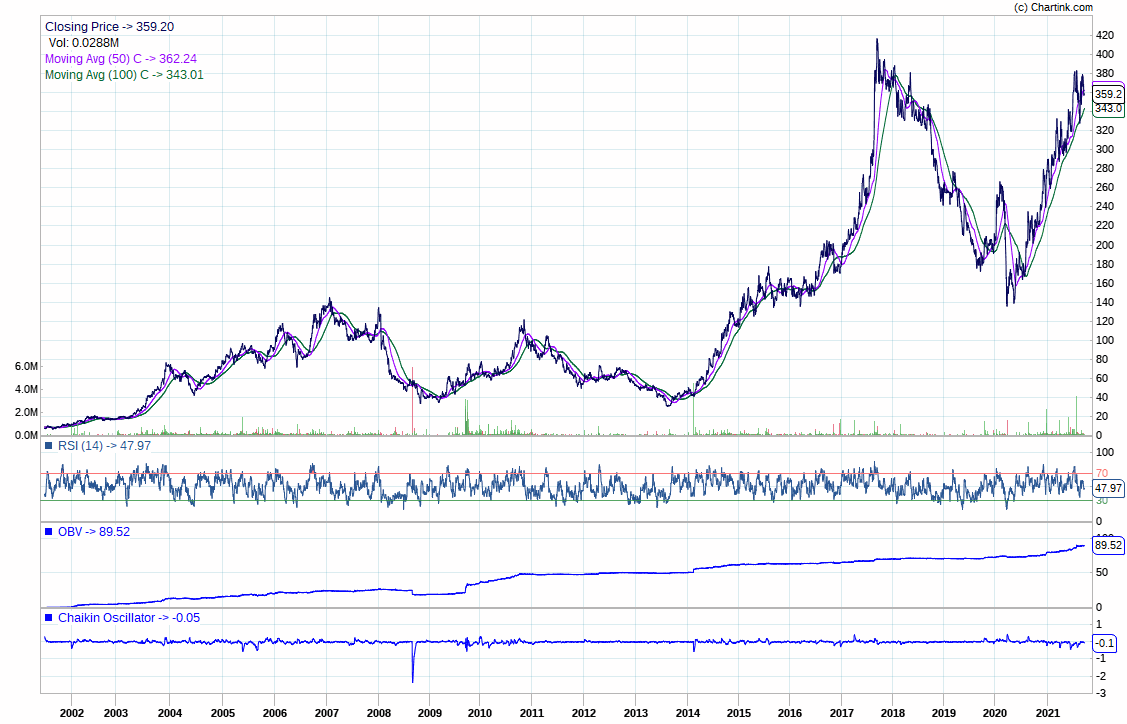 (c) Chartink.com
Closing Price -> 359.20
Vol: 0.0288M
Moving Avg (50) C -> 362.24
Moving Avg (100) C -> 343.01
420
400
380
359.2
343.0
320
300
280
260
240
220
200
180
160
140
120
100
80
60
40
20
0
6.0M
4.0M
2.0M
0.0M
RSI (14) -> 47.97
100
70
47.97
30
0
OBV -> 89.52
100
89.52
50
0
Chaikin Oscillator -> -0.05
1
-0.1
-1
-2
-3
2002 2003 2004 2005 2006 2007 2008 2009 2010 2011 2012 2013 2014 2015 2016 2017 2018 2019 2020 2021